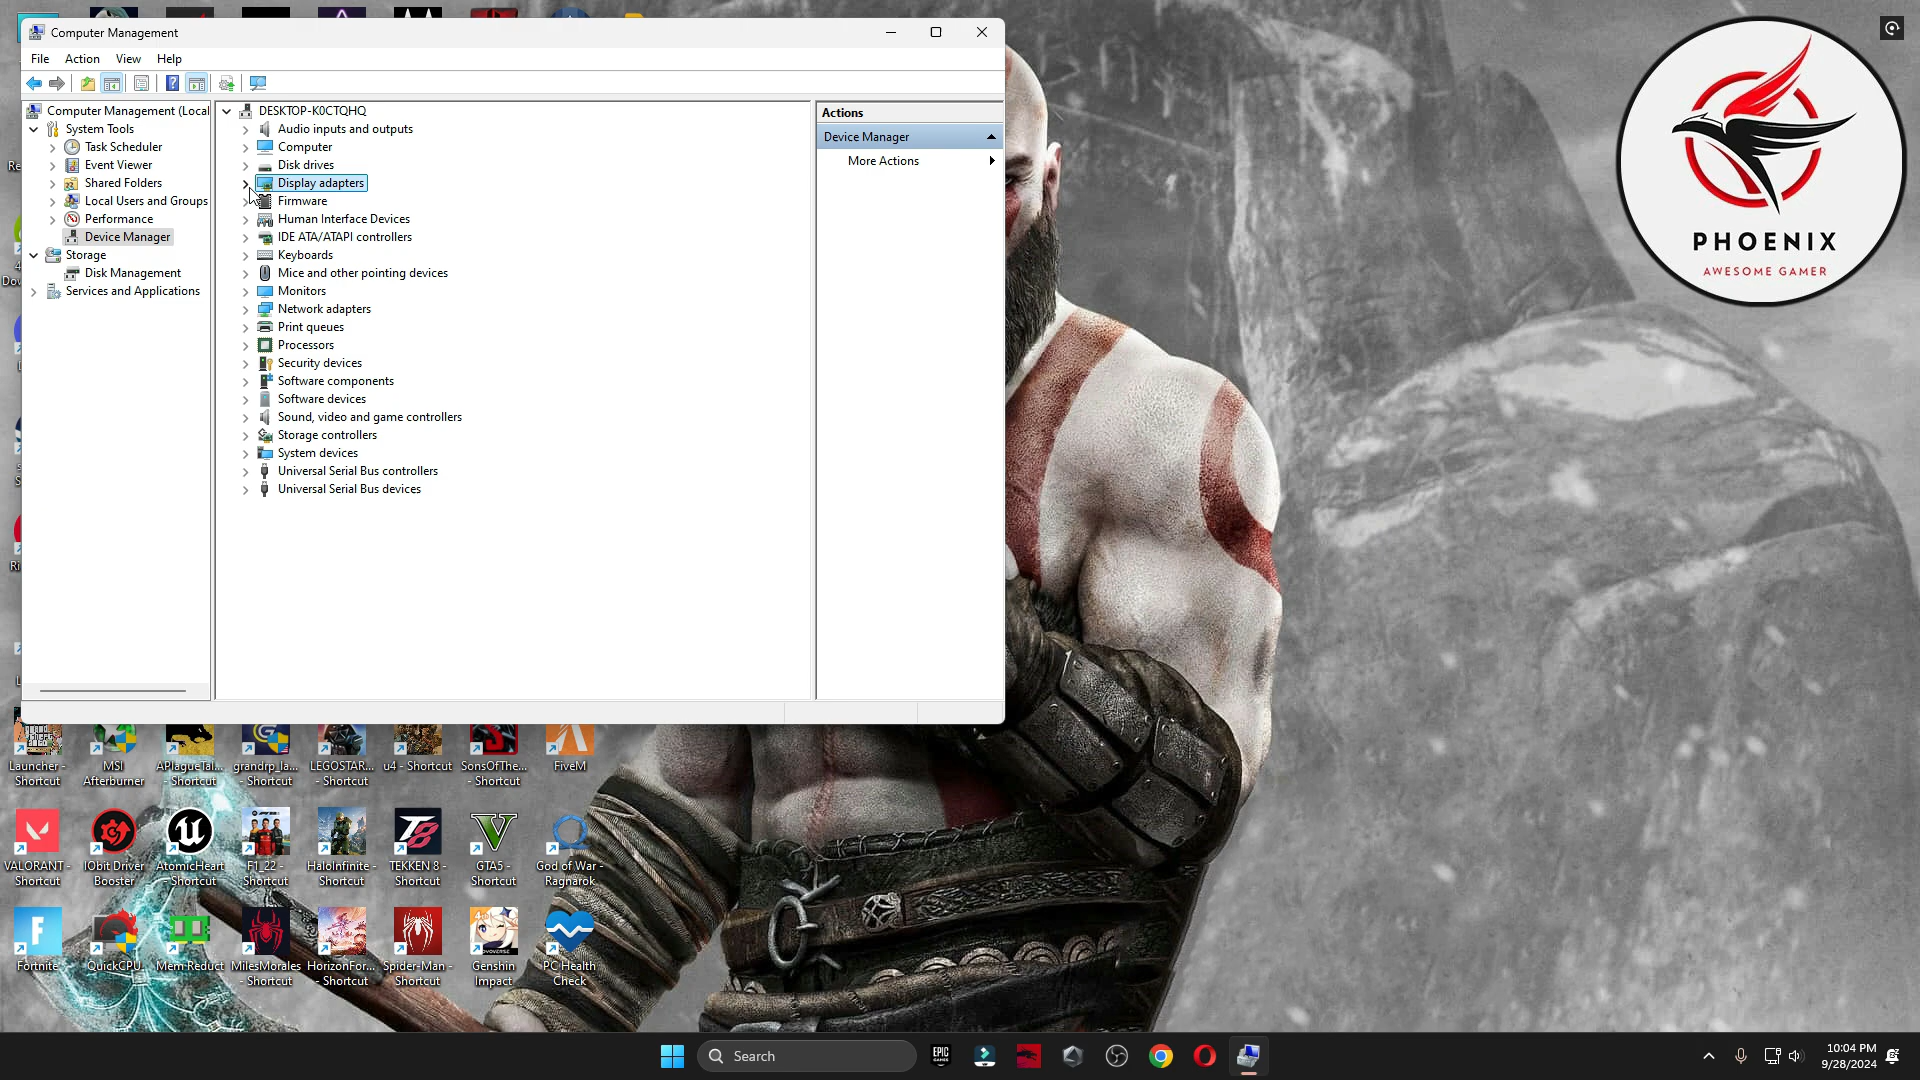 Computer Management
File Action View Help
Computer Management (Local
System Tools
Task Scheduler
Event Viewer
Shared Folders
Local Users and Groups
Performance
Device Manager
Storage
Disk Management
Services and Applications
DESKTOP-K0CTQHQ
Audio inputs and outputs
Computer
Disk drives
Display adapters
Firmware
Human Interface Devices
IDE ATA/ATAPI controllers
Keyboards
Mice and other pointing devices
Monitors
Network adapters
Print queues
Processors
Security devices
Software components
Software devices
Sound, video and game controllers
Storage controllers
System devices
Universal Serial Bus controllers
Universal Serial Bus devices
Actions
Device Manager
More Actions
PHOENIX
AWESOME GAMER
Launcher -
Shortcut
MSI
Afterburner
APlagueTal...
- Shortcut
grandrp_la...
- Shortcut
LEGOSTAR...
- Shortcut
u4 - Shortcut
SonsOfThe...
- Shortcut
FiveM
VALORANT -
Shortcut
IObit Driver
Booster
AtomicHeart
- Shortcut
F1_22 -
Shortcut
HaloInfinite -
Shortcut
TEKKEN 8 -
Shortcut
GTA5 -
Shortcut
God of War -
Ragnarok
Fortnite
QuickCPU
Mem Reduct
MilesMorales
- Shortcut
HorizonFor...
- Shortcut
Spider-Man -
Shortcut
Genshin
Impact
PC Health
Check
Search
EPIC
GAMES
10:04 PM
9/28/2024